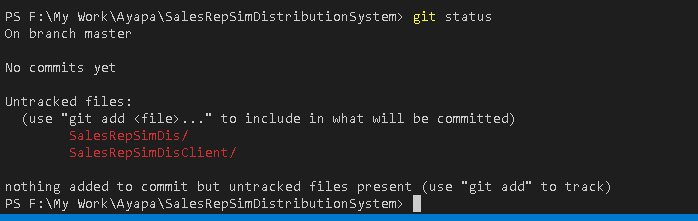 PS F:\My Work\Ayapa\SalesRepSimDistributionSystem> git status
On branch master

No commits yet

Untracked files:
  (use "git add <file>..." to include in what will be committed)
        SalesRepSimDis/
        SalesRepSimDisClient/

nothing added to commit but untracked files present (use "git add" to track)
PS F:\My Work\Ayapa\SalesRepSimDistributionSystem>